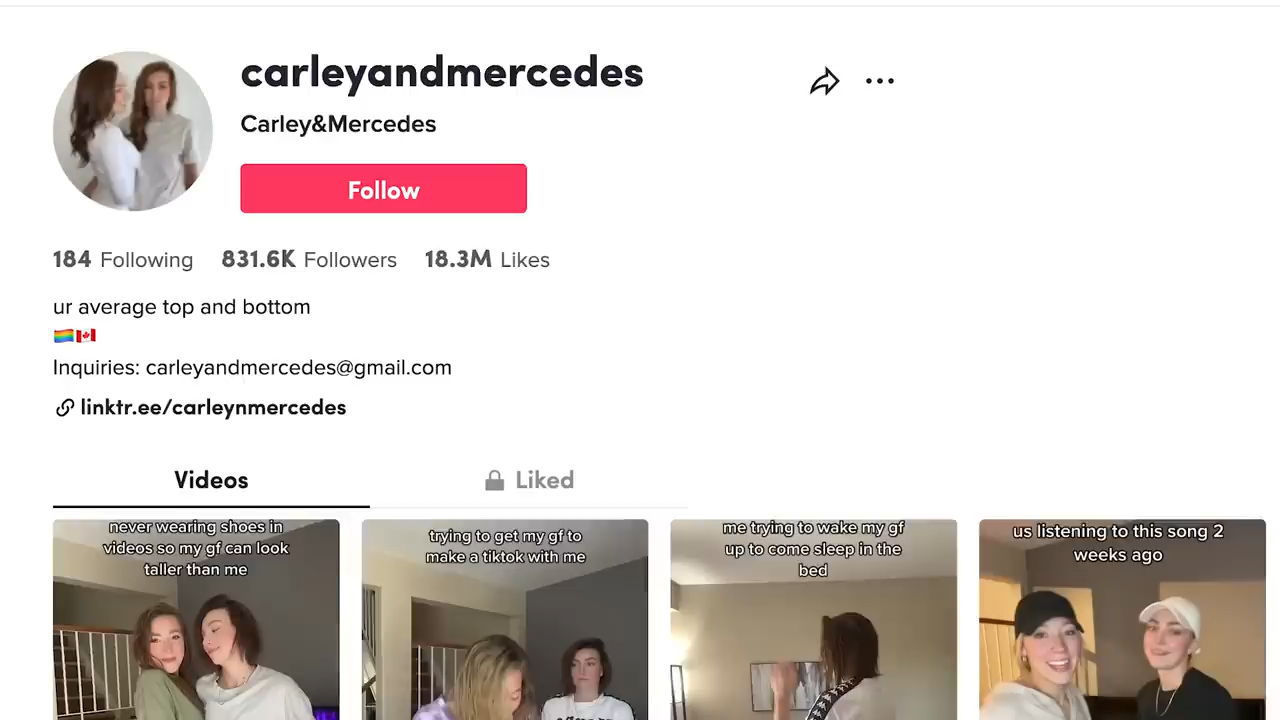 carleyandmercedes
Carley&Mercedes
Follow
184 Following 831.6K Followers 18.3M Likes
ur average top and bottom
Inquiries: carleyandmercedes@gmail.com
linktr.ee/carleynmercedes
Videos
Liked
never wearing shoes in
videos so my gf can look
taller than me
trying to get my gf to
make a tiktok with me
me trying to wake my gf
up to come sleep in the
bed
us listening to this song 2
weeks ago